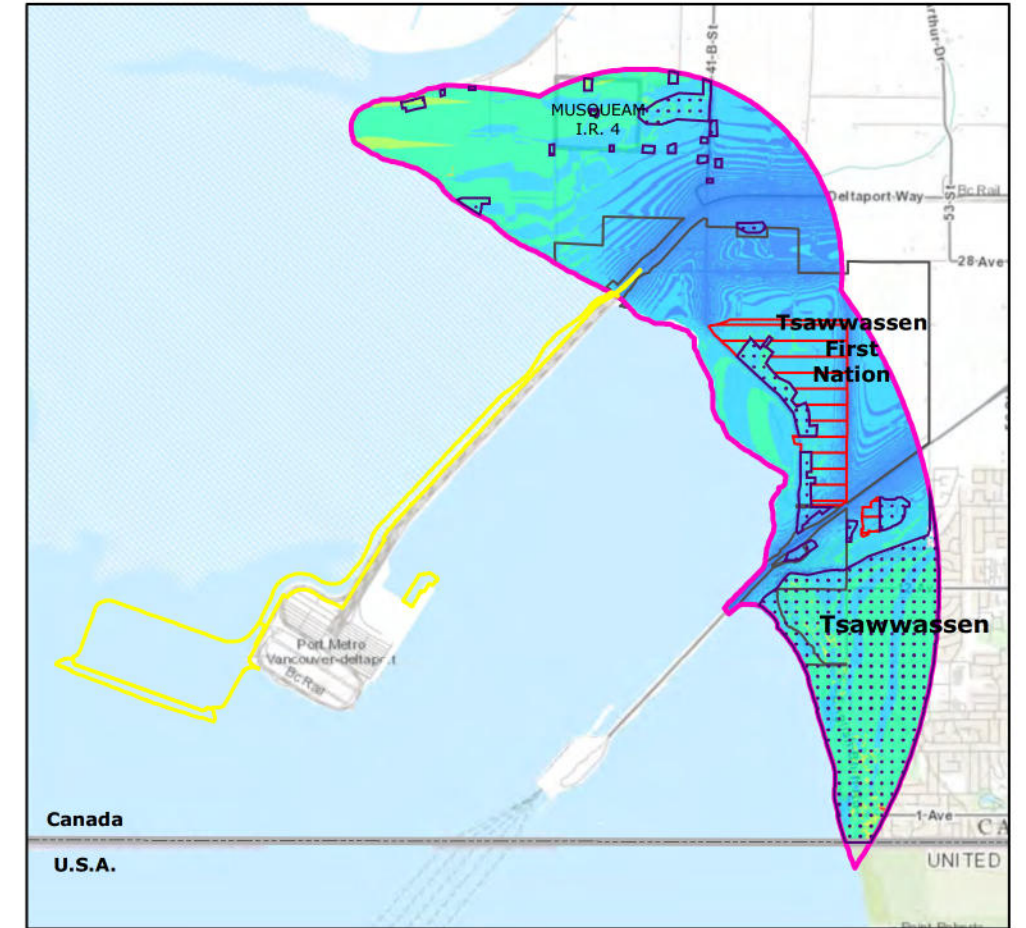 41-B-St
MUSQUEAM
I.R. 4
Deltaport-Way
53-St
Bc Rail
28-Ave
Tsawwassen
First
Nation
Port Metro
Vancouver-deltaport
Bc Rail
Tsawwassen
1-Ave
Canada
CA
U.S.A.
UNITED